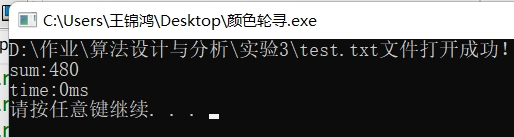 C:\Users\王锦鸿\Desktop\颜色轮寻.exe
D:\作业\算法设计与分析\实验3\test.txt文件打开成功!
sum:480
time:0ms
请按任意键继续. . .